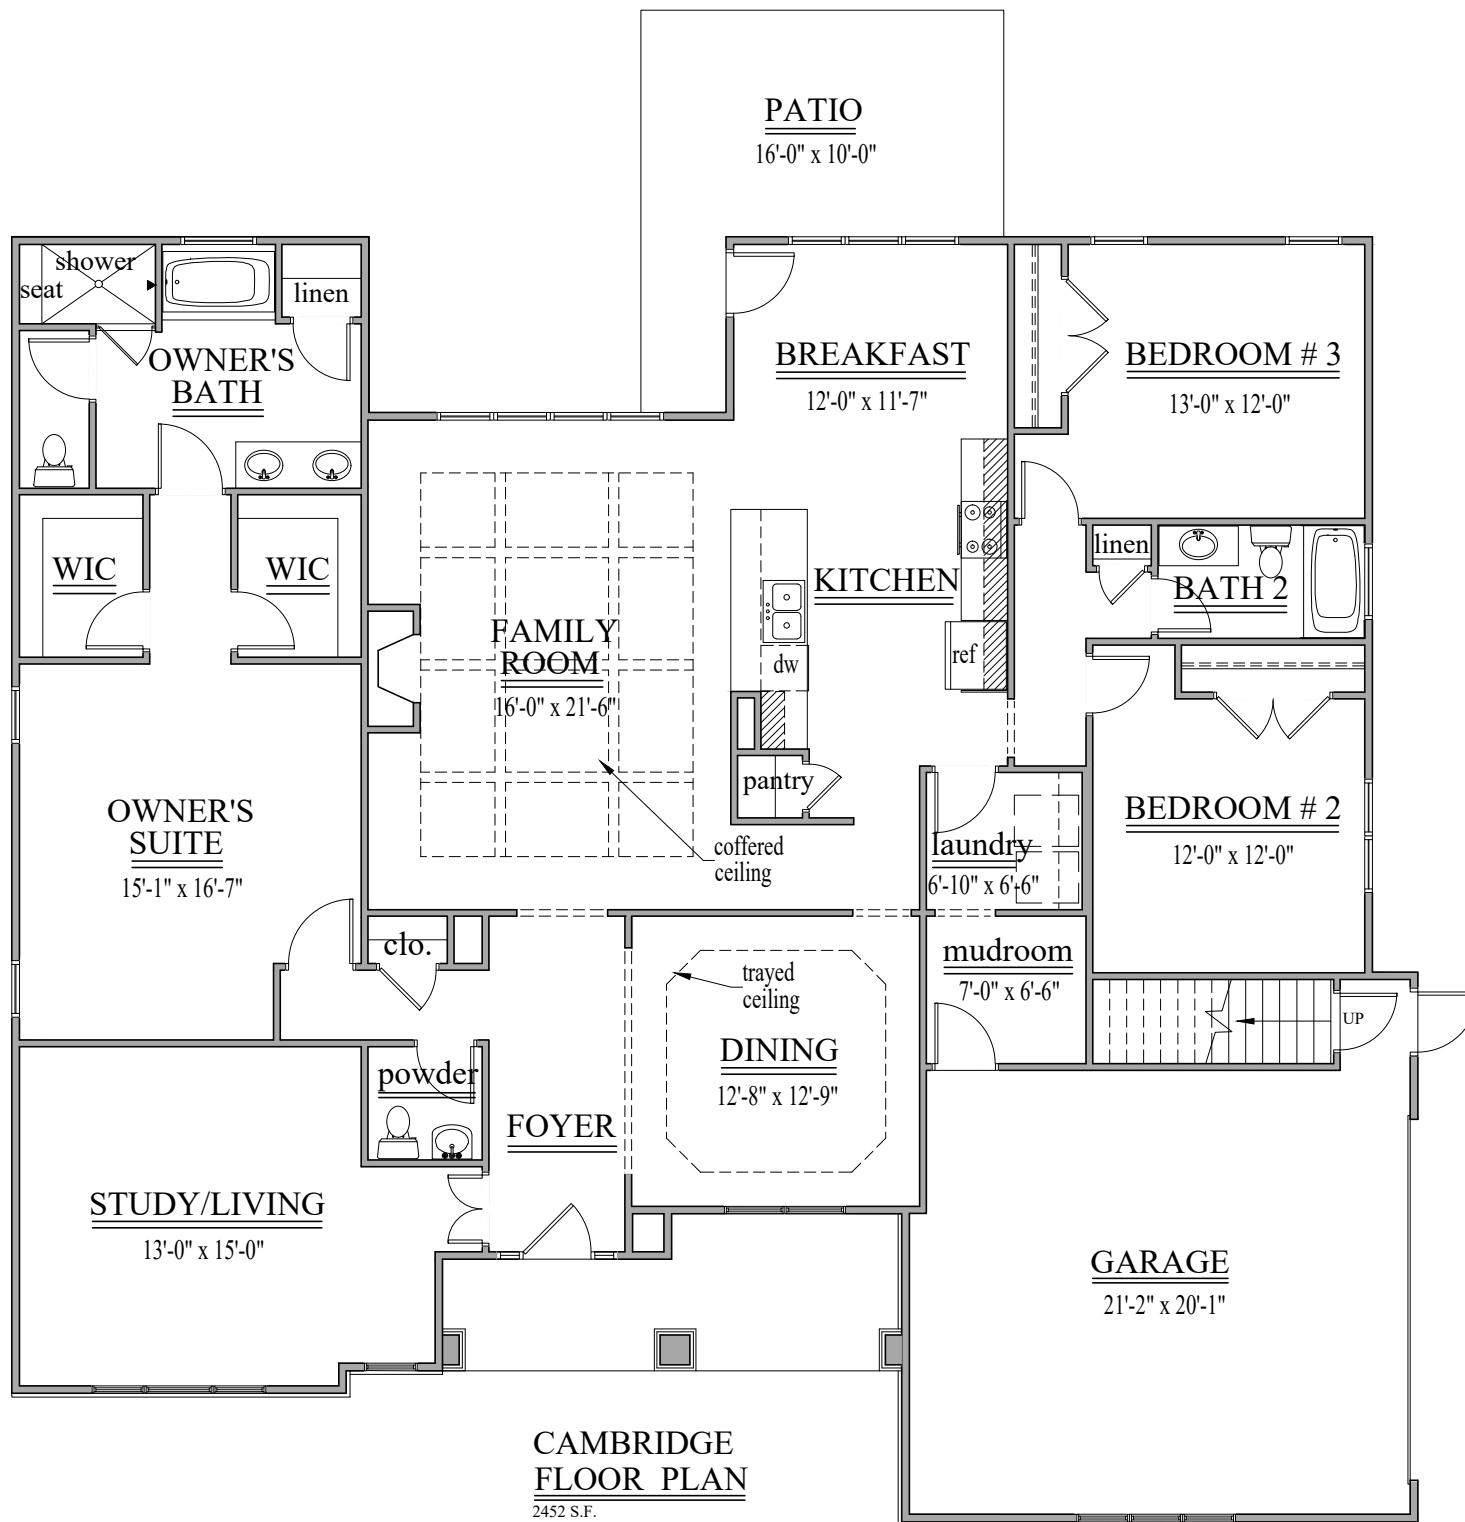 PATIO
16'-0" x 10'-0"
shower
seat
linen
OWNER'S
BATH
BREAKFAST
12'-0" x 11'-7"
BEDROOM # 3
13'-0" x 12'-0"
WIC
WIC
linen
BATH 2
KITCHEN
FAMILY
ROOM
16'-0" x 21'-6"
ref
dw
pantry
OWNER'S
SUITE
15'-1" x 16'-7"
coffered
ceiling
laundry
6'-10" x 6'-6"
BEDROOM # 2
12'-0" x 12'-0"
clo.
trayed
ceiling
mudroom
7'-0" x 6'-6"
UP
powder
DINING
12'-8" x 12'-9"
FOYER
STUDY/LIVING
13'-0" x 15'-0"
GARAGE
21'-2" x 20'-1"
CAMBRIDGE
FLOOR PLAN
2452 S.F.